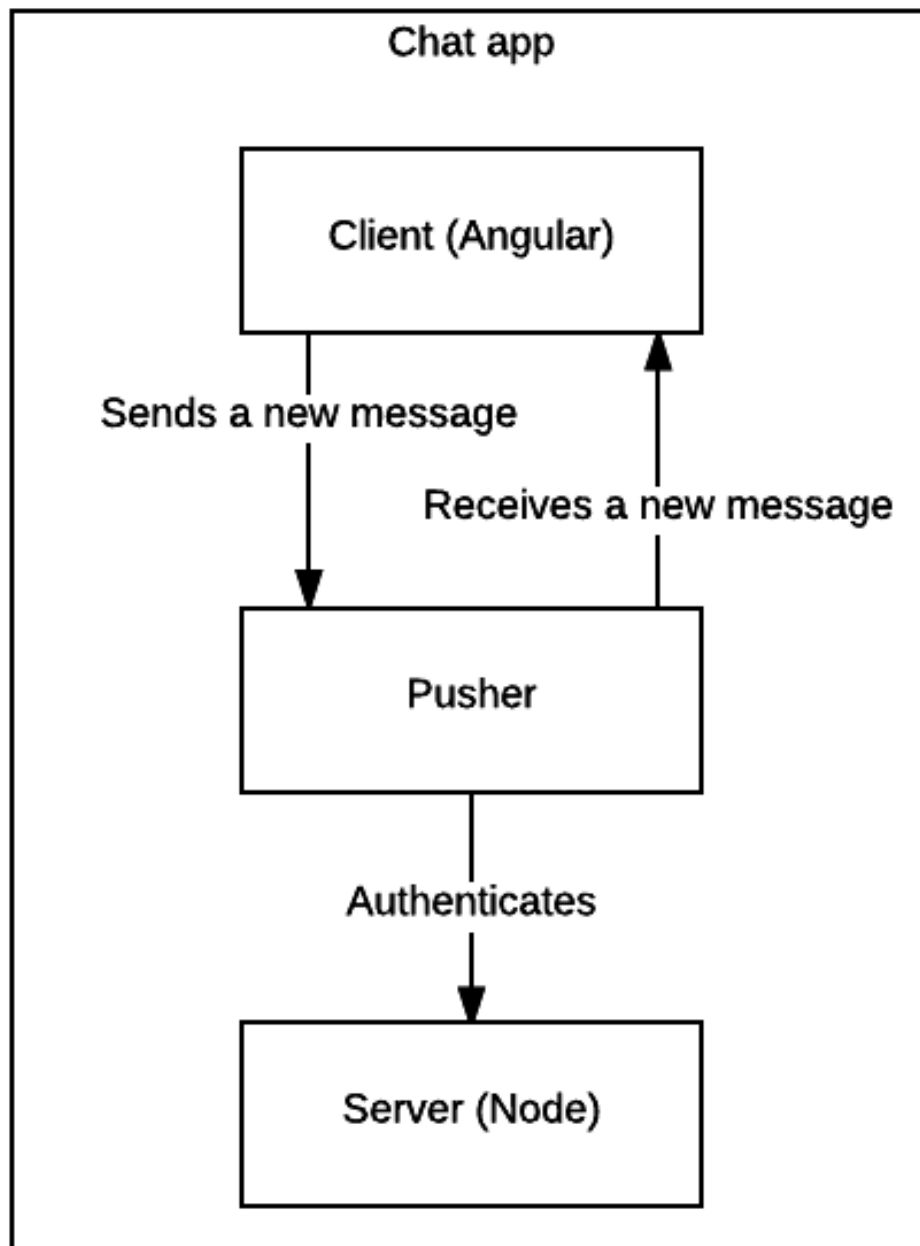 Chat app
Client (Angular)
Sends a new message
Receives a new message
Pusher
Authenticates
Server (Node)